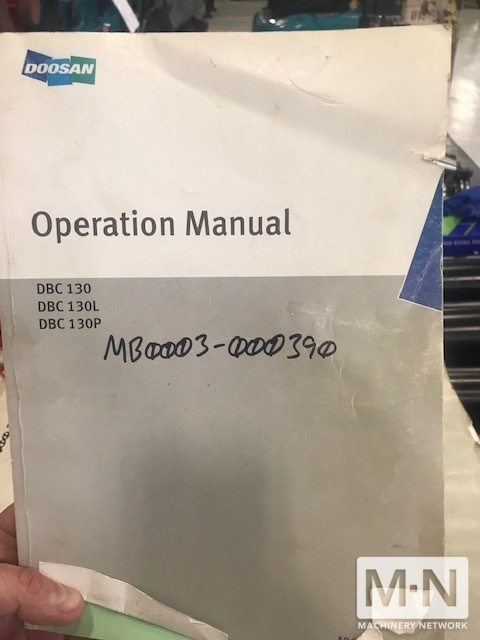 DOOSAN
Operation Manual
DBC 130
DBC 130L
DBC 130P
MB0003-000390
M-N
MACHINERY NETWORK